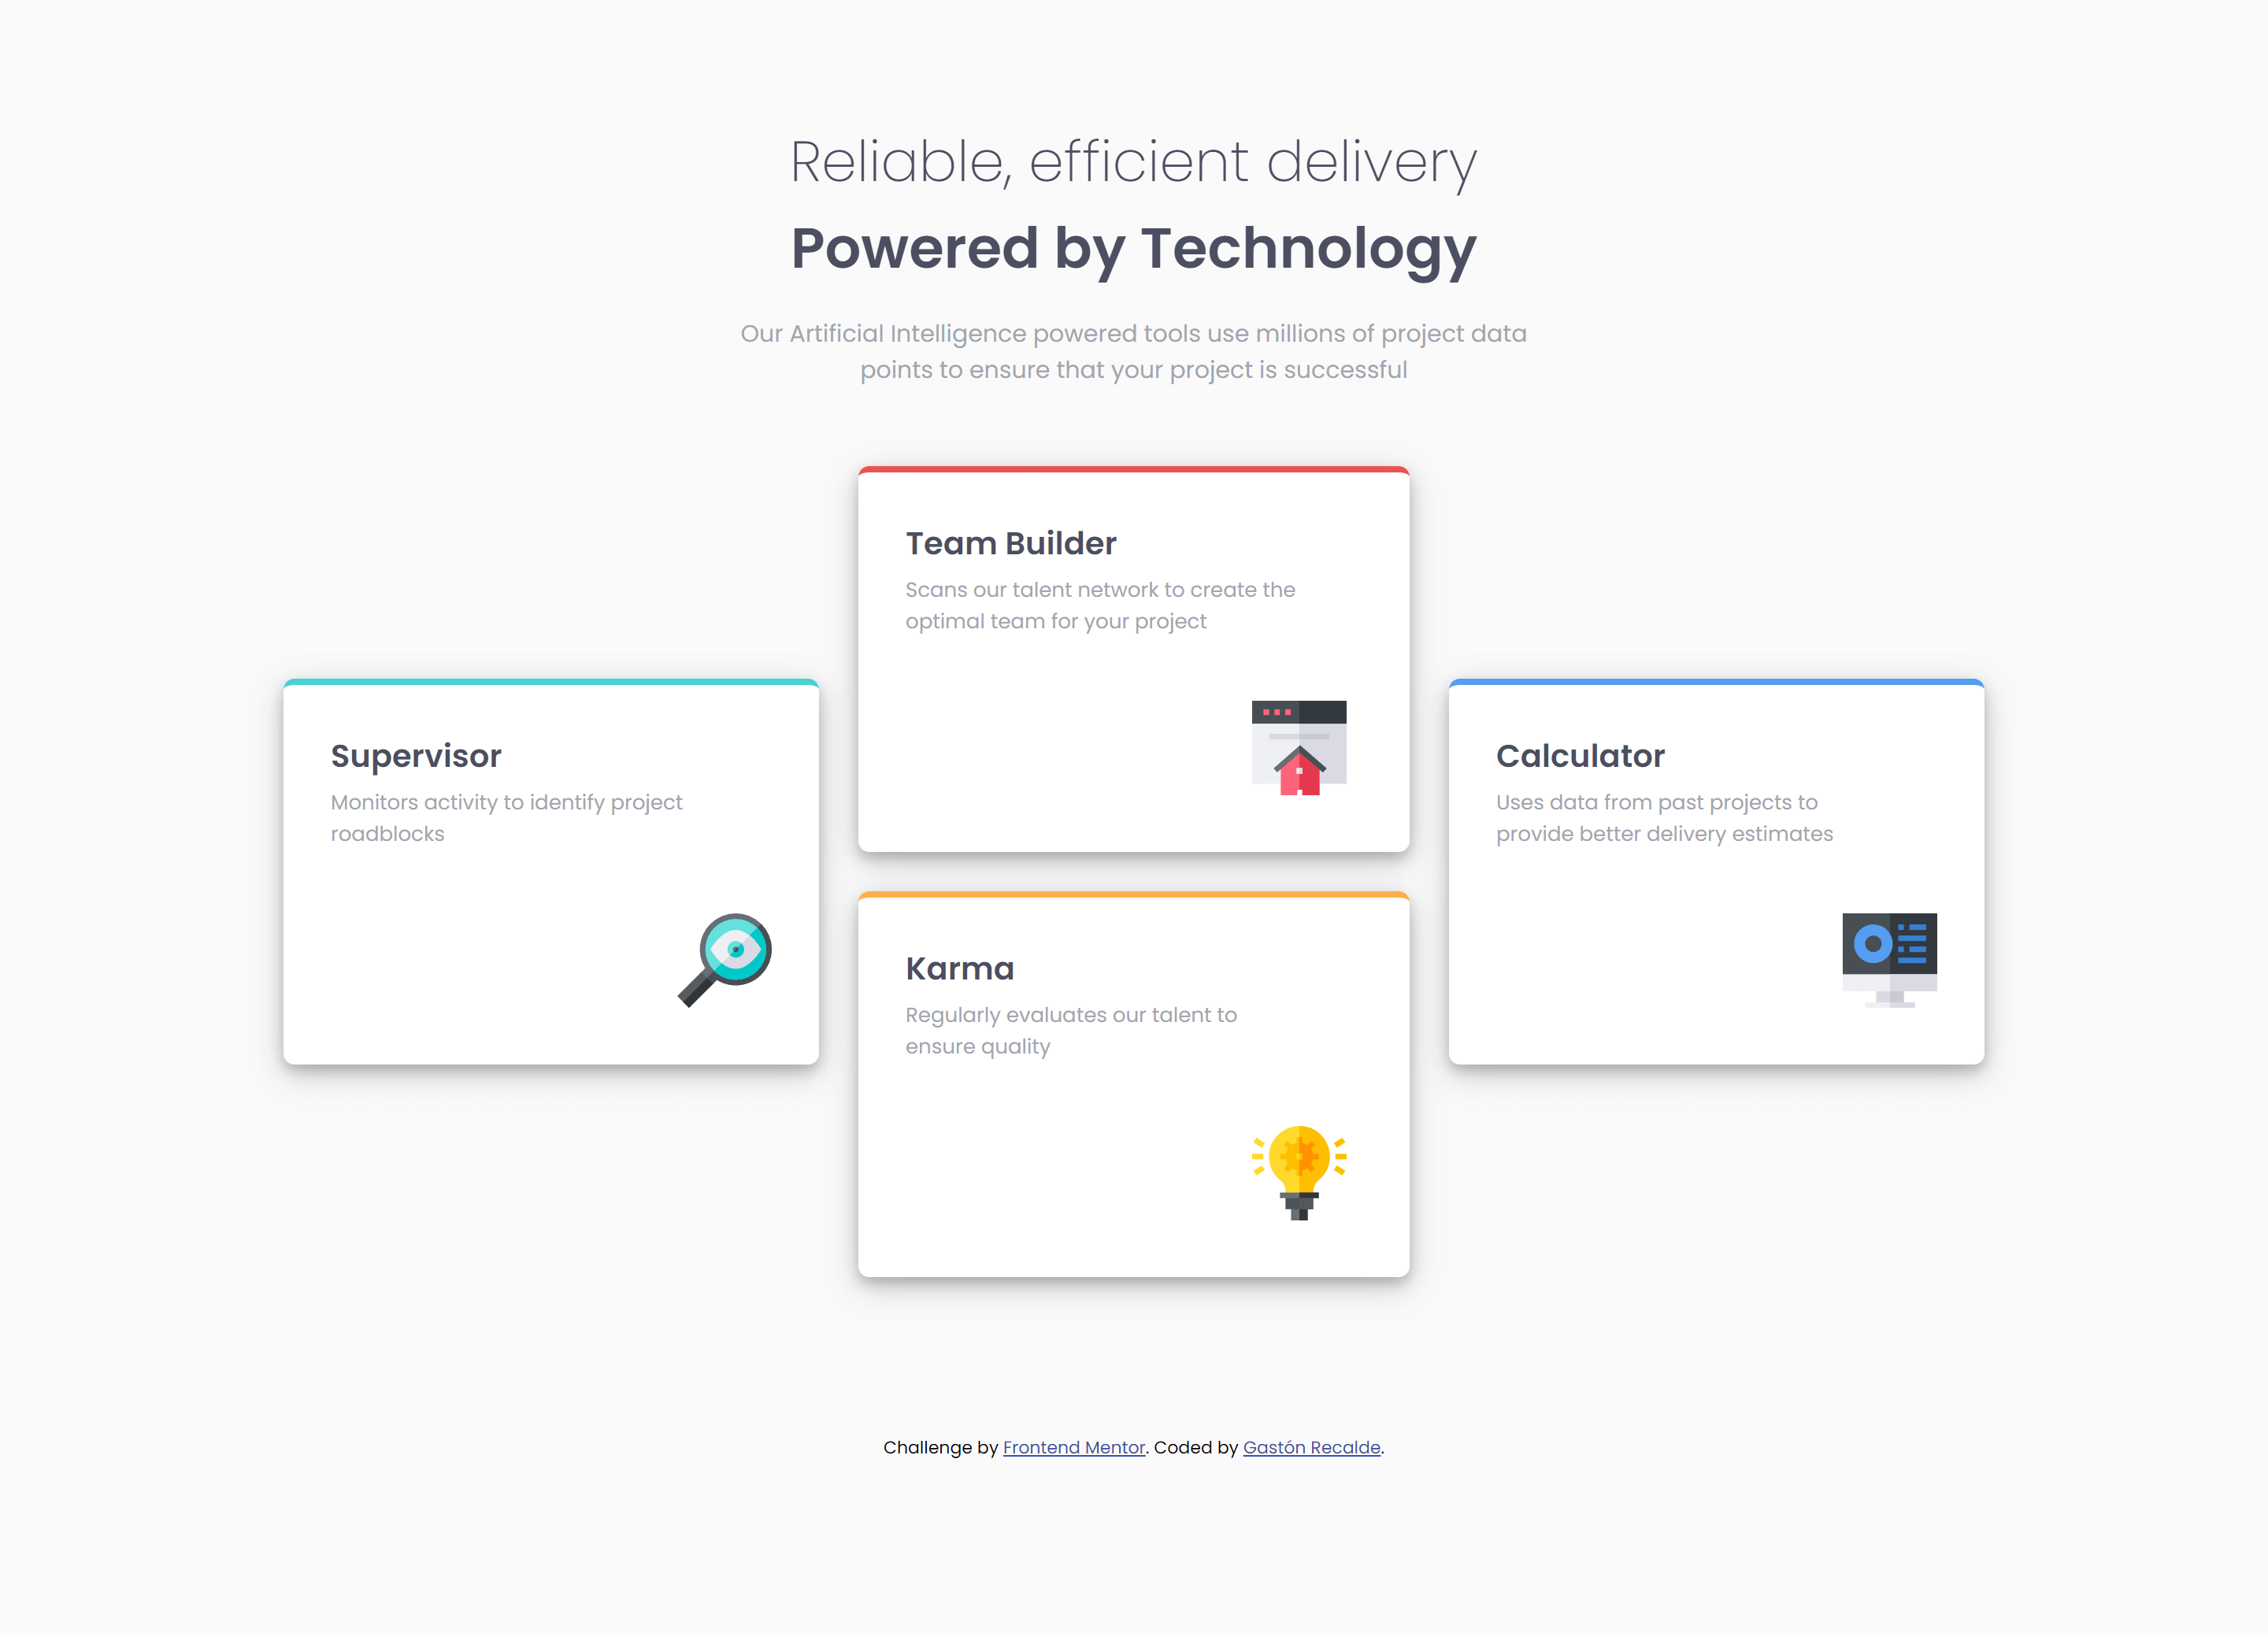 Reliable, efficient delivery
Powered by Technology
Our Artificial Intelligence powered tools use millions of project data
points to ensure that your project is successful
Supervisor
Monitors activity to identify project
roadblocks
Team Builder
Scans our talent network to create the
optimal team for your project
Karma
Regularly evaluates our talent to
ensure quality
Calculator
Uses data from past projects to
provide better delivery estimates
Challenge by Frontend Mentor. Coded by Gastón Recalde.